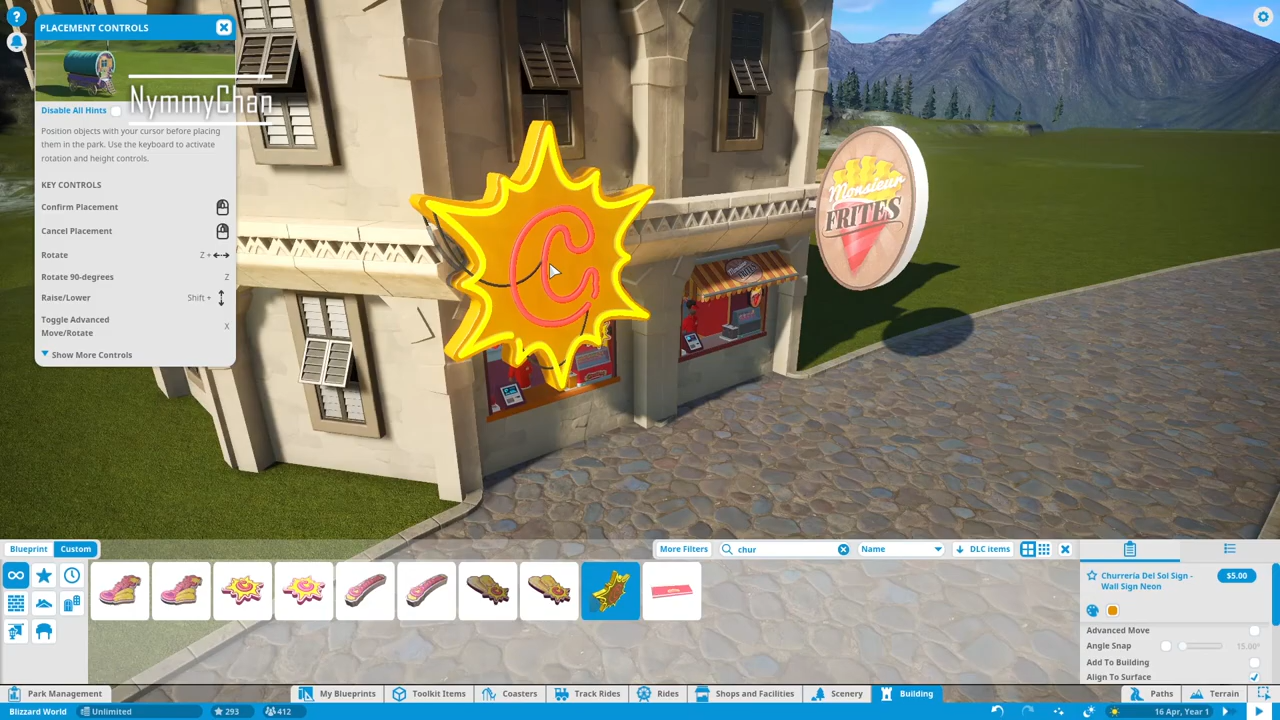 PLACEMENT CONTROLS
NymmyChan
Disable All Hints
Position objects with your cursor before placing
them in the park. Use the keyboard to activate
rotation and height controls.
KEY CONTROLS
Confirm Placement
Cancel Placement
Rotate Z +
Rotate 90-degrees Z
Raise/Lower Shift +
Toggle Advanced
Move/Rotate X
Show More Controls
C
Monsieur
FRITES
Blueprint Custom More Filters chur Name DLC items
Churrería Del Sol Sign -
Wall Sign Neon
$5.00
Advanced Move
Angle Snap 15.00°
Add To Building
Align To Surface
Park Management My Blueprints Toolkit Items Coasters Track Rides Rides Shops and Facilities Scenery Building Paths Terrain
Blizzard World Unlimited 293 412 16 Apr, Year 1